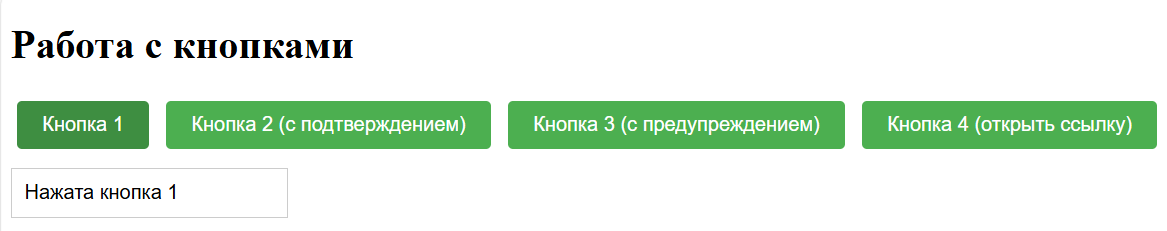 Работа с кнопками
Кнопка 1 Кнопка 2 (с подтверждением) Кнопка 3 (с предупреждением) Кнопка 4 (открыть ссылку)
Нажата кнопка 1